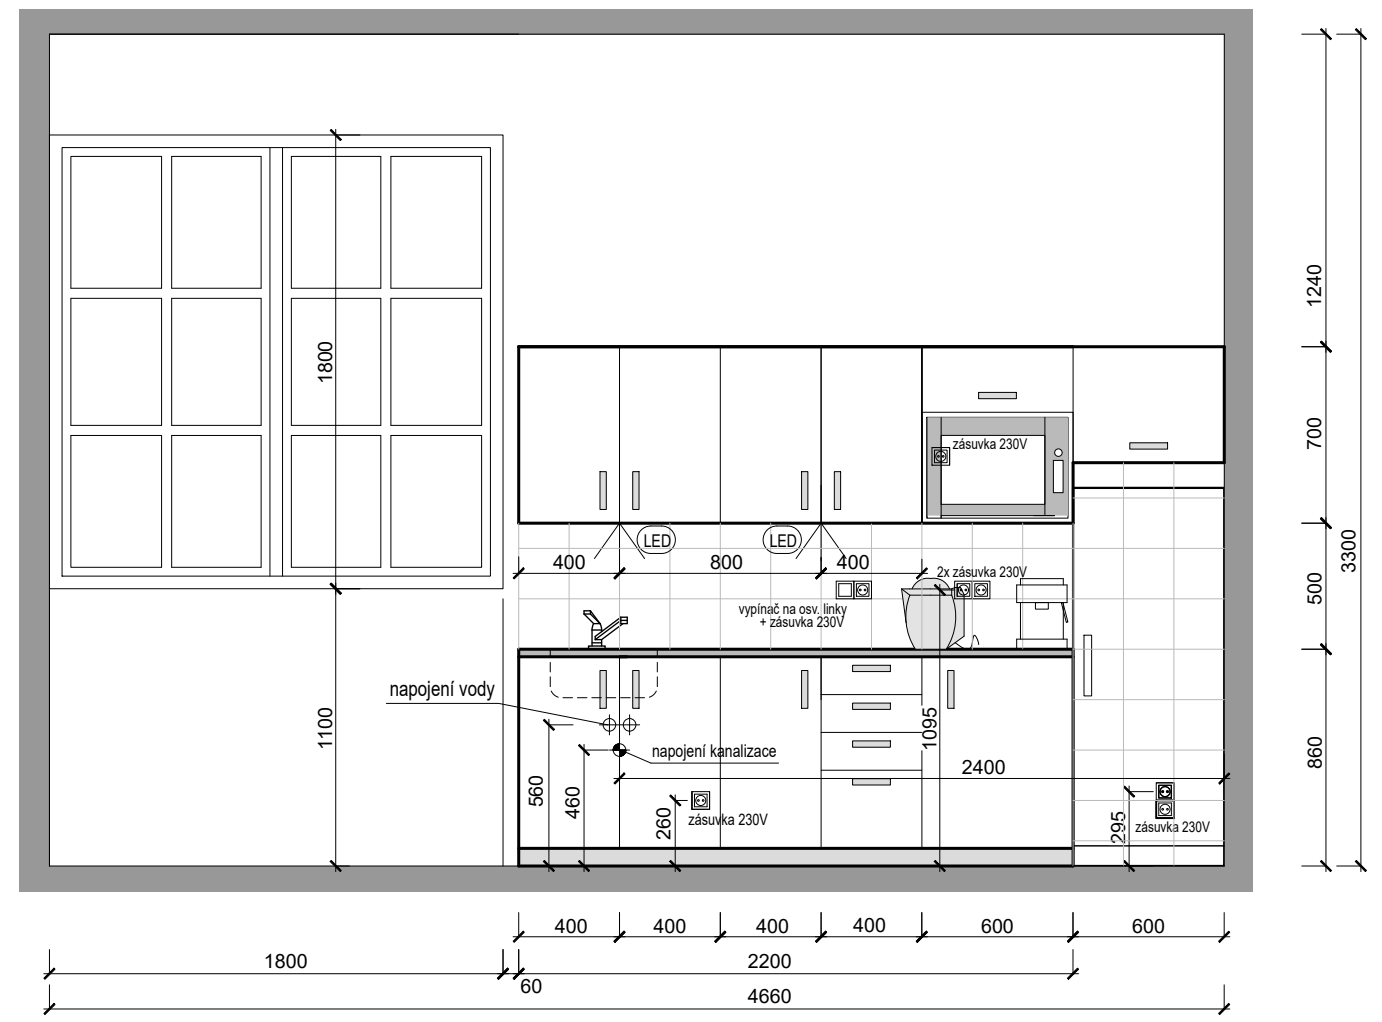 1240
1800
700
zásuvka 230V
3300
LED
LED
400
800
400
2x zásuvka 230V
500
vypínač na osv. linky
+ zásuvka 230V
napojení vody
1100
1095
napojení kanalizace
860
2400
560
460
260
zásuvka 230V
295
zásuvka 230V
400
400
400
400
600
600
1800
2200
60
4660